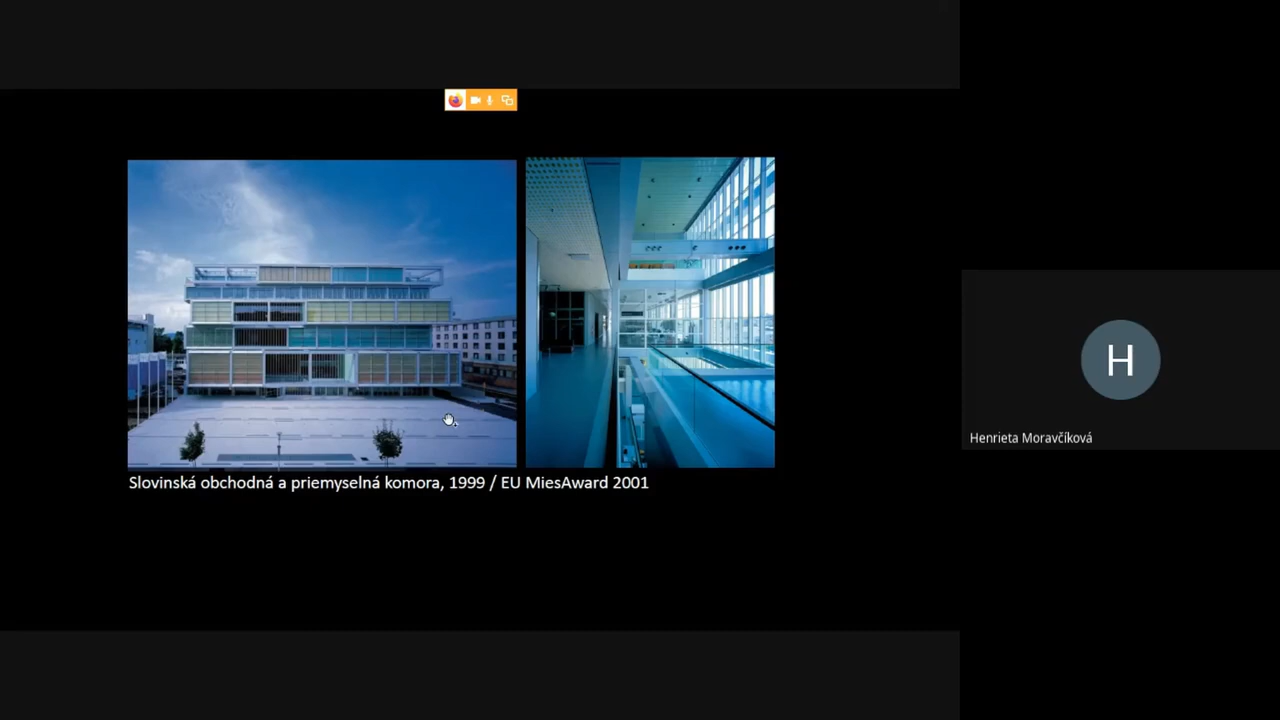 Slovinská obchodná a priemyselná komora, 1999 / EU MiesAward 2001
H
Henrieta Moravčíková